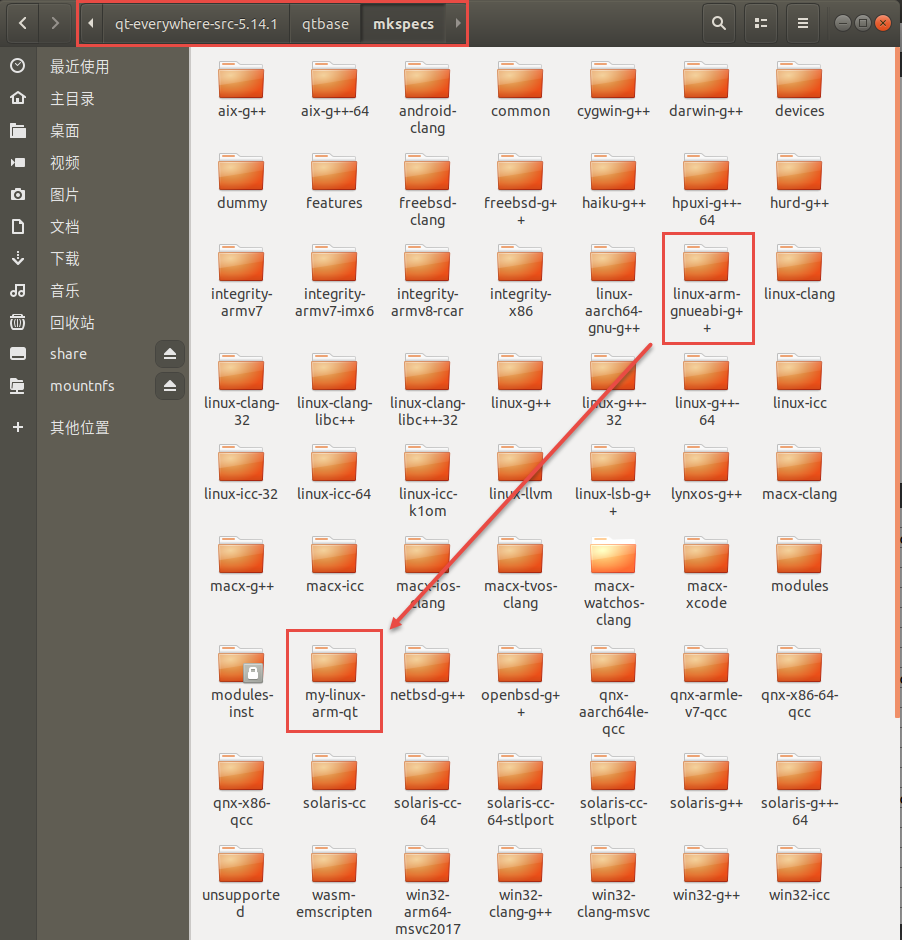 qt-everywhere-src-5.14.1 qtbase mkspecs
最近使用
主目录
桌面
视频
图片
文档
下载
音乐
回收站
share
mountnfs
其他位置
aix-g++ aix-g++-64 android- common cygwin-g++ darwin-g++ devices
clang
dummy features freebsd- freebsd-g+ haiku-g++ hpuxi-g++- hurd-g++
clang + 64
integrity- integrity- integrity- integrity- linux- linux-arm- linux-clang
armv7 armv7-imx6 armv8-rcar x86 aarch64- gnueabi-g+
gnu-g++ +
linux-clang- linux-clang- linux-clang- linux-g++ linux-g++- linux-g++- linux-icc
32 libc++ libc++-32 32 64
linux-icc-32 linux-icc-64 linux-icc- linux-llvm linux-lsb-g+ lynxos-g++ macx-clang
k1om +
macx-g++ macx-icc macx-ios- macx-tvos- macx- macx- modules
clang clang watchos- xcode
clang
modules- my-linux- netbsd-g++ openbsd-g+ qnx- qnx-armle- qnx-x86-64-
inst arm-qt + aarch64le- v7-qcc qcc
qcc
qnx-x86- solaris-cc solaris-cc- solaris-cc- solaris-cc- solaris-g++ solaris-g++-
qcc 64 64-stlport stlport 64
unsupporte wasm- win32- win32- win32- win32-g++ win32-icc
d emscripten arm64- clang-g++ clang-msvc
msvc2017